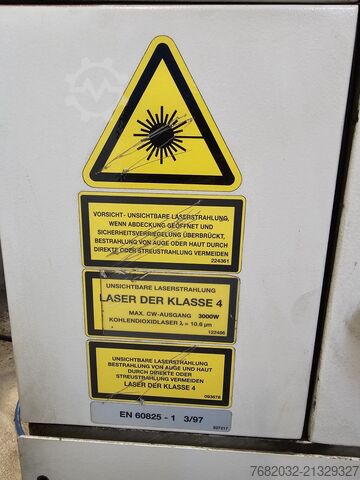 VORSICHT - UNSICHTBARE LASERSTRAHLUNG,
WENN ABDECKUNG GEÖFFNET UND
SICHERHEITSVERRIEGELUNG ÜBERBRÜCKT.
BESTRAHLUNG VON AUGE ODER HAUT DURCH
DIREKTE ODER STREUSTRAHLUNG VERMEIDEN
224361
UNSICHTBARE LASERSTRAHLUNG
LASER DER KLASSE 4
MAX. CW-AUSGANG 3000W
KOHLENDIOXIDLASER λ = 10.6 µm
122466
UNSICHTBARE LASERSTRAHLUNG
BESTRAHLUNG VON AUGE UND HAUT
DURCH DIREKTE ODER
STREUSTRAHLUNG VERMEIDEN
LASER DER KLASSE 4
093678
EN 60825 - 1 3/97
7682032-21329327